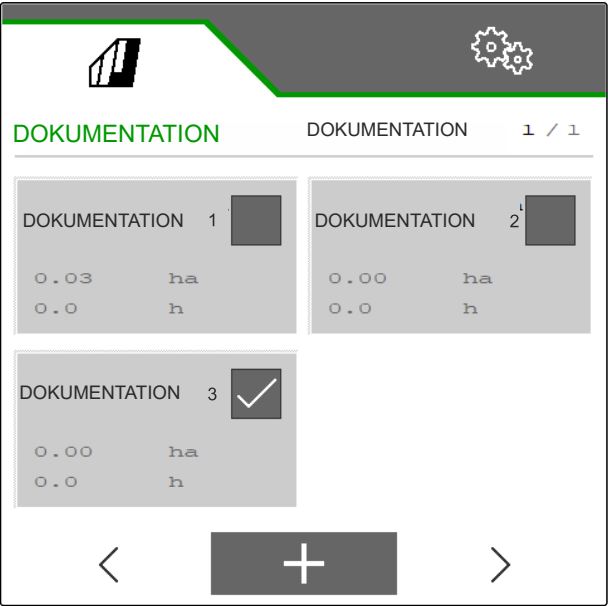 DOKUMENTATION DOKUMENTATION 1 / 1
DOKUMENTATION 1
0.03 ha
0.0 h
DOKUMENTATION 2
0.00 ha
0.0 h
DOKUMENTATION 3
0.00 ha
0.0 h